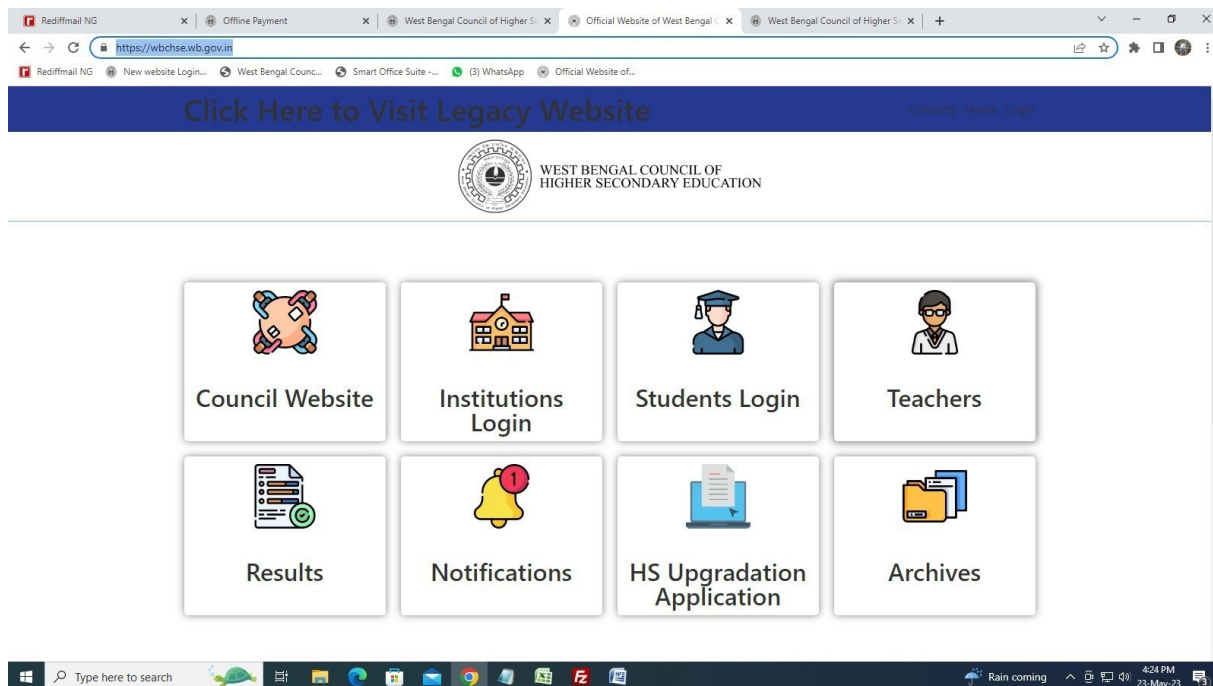 Rediffmail NG
Offline Payment
West Bengal Council of Higher S
Official Website of West Bengal C
West Bengal Council of Higher S
https://wbchse.wb.gov.in
Rediffmail NG
New website Login...
West Bengal Counc...
Smart Office Suite -...
(3) WhatsApp
Official Website of...
Click Here to Visit Legacy Website
Contacts Media Login
WEST BENGAL COUNCIL OF
HIGHER SECONDARY EDUCATION
Council Website
Institutions
Login
Students Login
Teachers
1
Results
Notifications
HS Upgradation
Application
Archives
Type here to search
Rain coming
4:24 PM
23-May-23
3